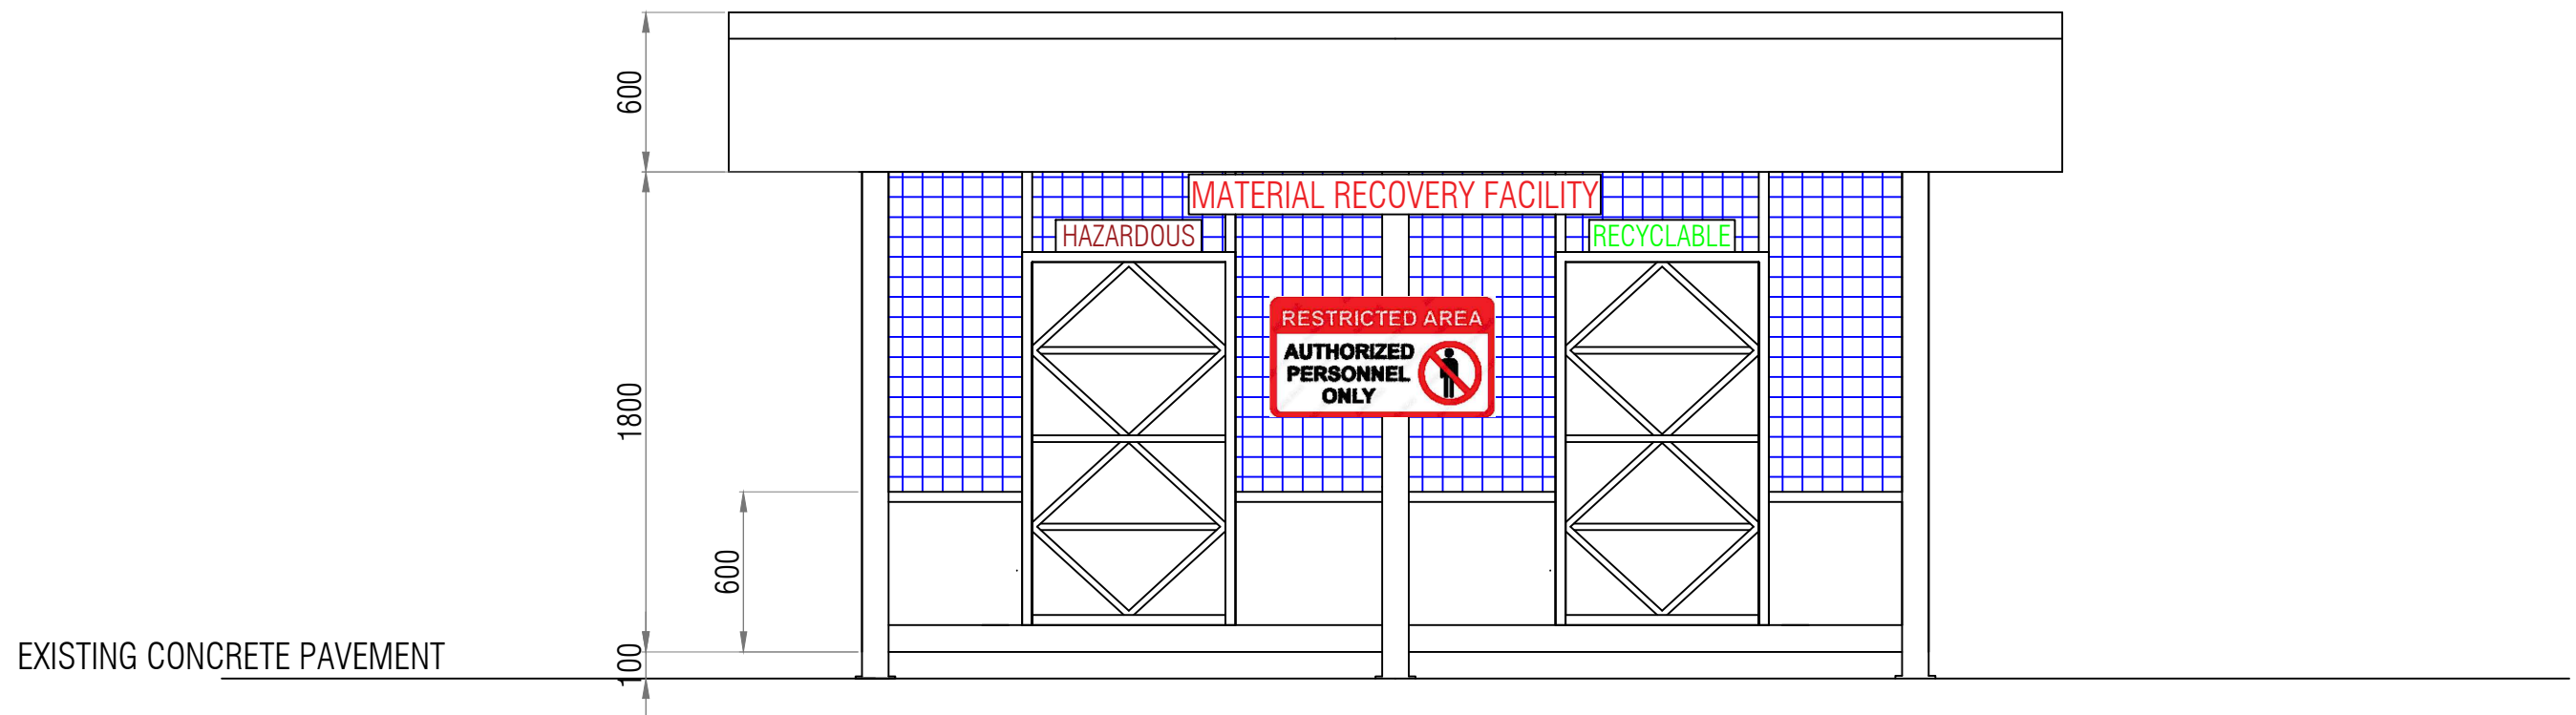 600
MATERIAL RECOVERY FACILITY
HAZARDOUS
RECYCLABLE
RESTRICTED AREA
AUTHORIZED
PERSONNEL
ONLY
1800
600
EXISTING CONCRETE PAVEMENT
100